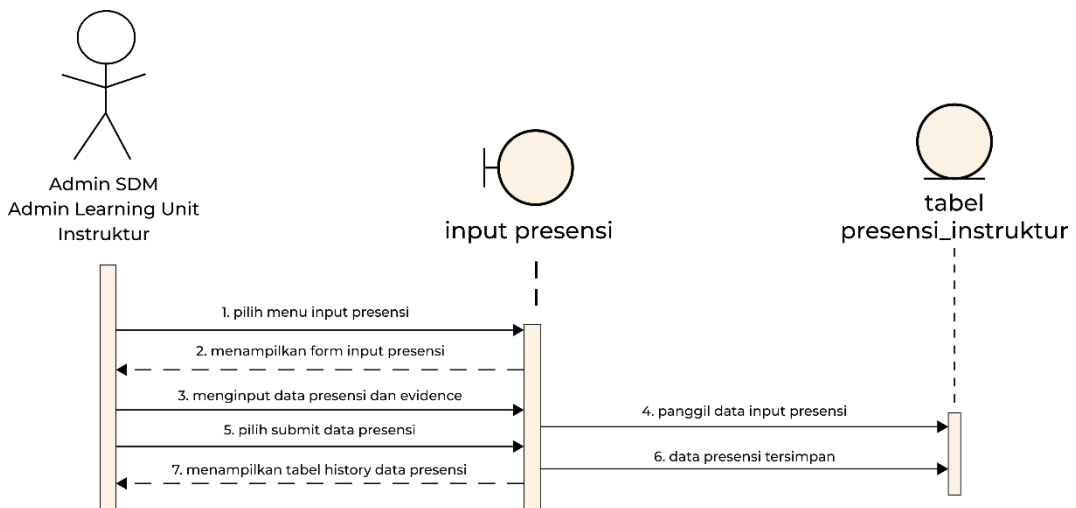 Admin SDM
Admin Learning Unit
Instruktur
input presensi
tabel
presensi_instruktur
1. pilih menu input presensi
2. menampilkan form input presensi
3. menginput data presensi dan evidence
4. panggil data input presensi
5. pilih submit data presensi
6. data presensi tersimpan
7. menampilkan tabel history data presensi